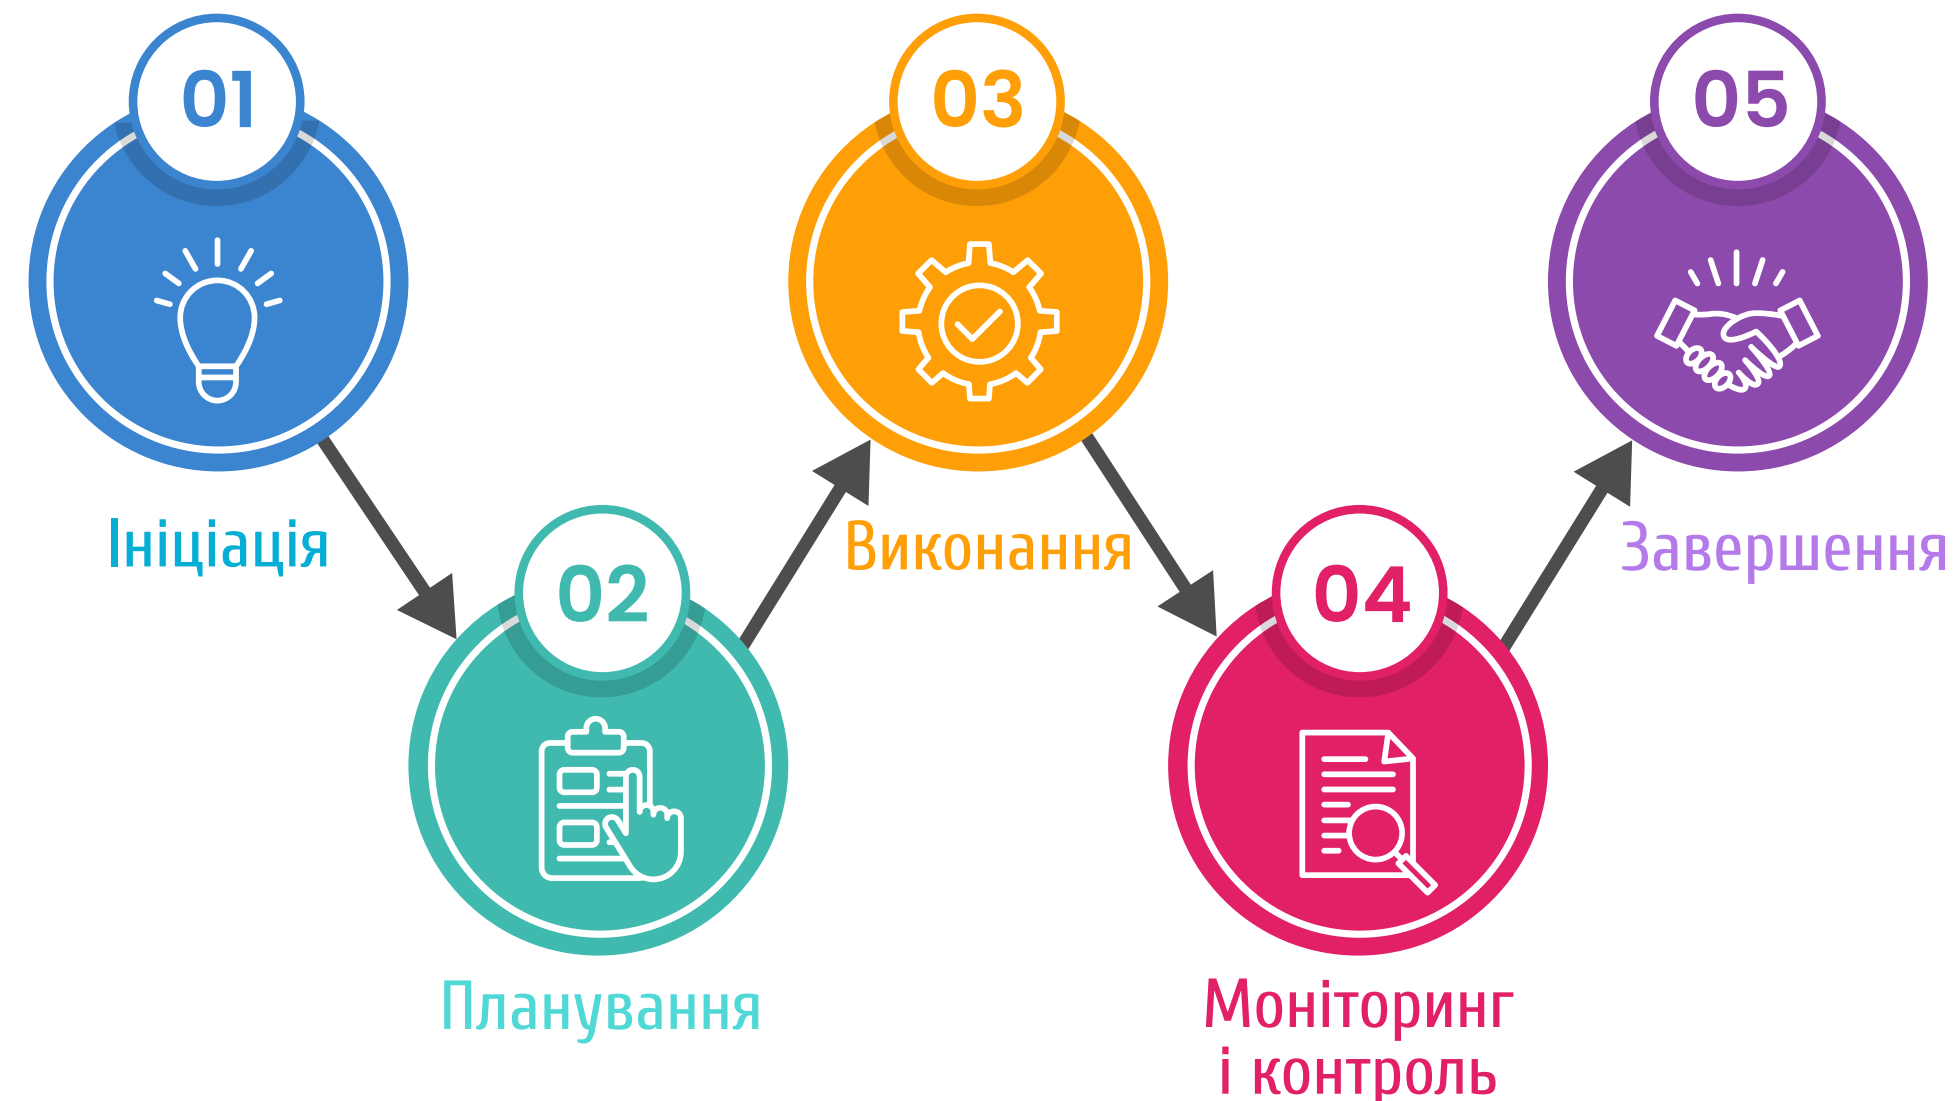 01
Ініціація
02
Планування
03
Виконання
04
Моніторинг
і контроль
05
Завершення